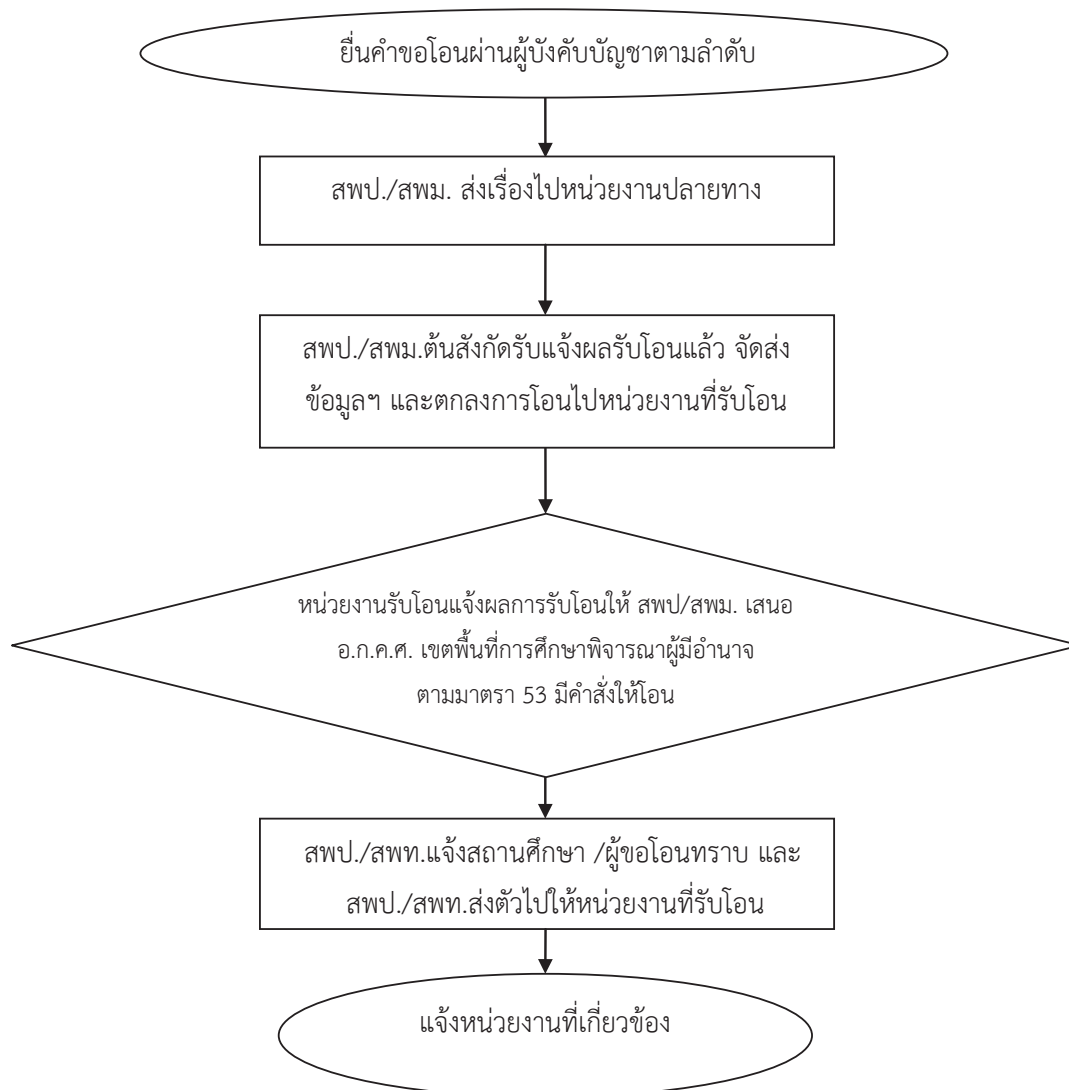 ยื่นคำขอโอนผ่านผู้บังคับบัญชาตามลำดับ
สพป./สพม. ส่งเรื่องไปหน่วยงานปลายทาง
สพป./สพม.ต้นสังกัดรับแจ้งผลรับโอนแล้ว จัดส่ง
ข้อมูลฯ และตกลงการโอนไปหน่วยงานที่รับโอน
หน่วยงานรับโอนแจ้งผลการรับโอนให้ สพป/สพม. เสนอ
อ.ก.ค.ศ. เขตพื้นที่การศึกษาพิจารณาผู้มีอำนาจ
ตามมาตรา 53 มีคำสั่งให้โอน
สพป./สพท.แจ้งสถานศึกษา /ผู้ขอโอนทราบ และ
สพป./สพท.ส่งตัวไปให้หน่วยงานที่รับโอน
แจ้งหน่วยงานที่เกี่ยวข้อง